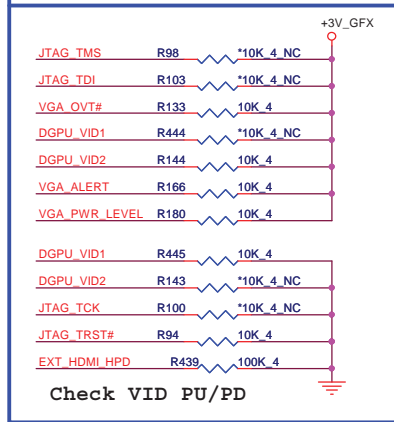 +3V_GFX
JTAG_TMS R98 *10K_4_NC
JTAG_TDI R103 *10K_4_NC
VGA_OVT# R133 10K_4
DGPU_VID1 R444 *10K_4_NC
DGPU_VID2 R144 10K_4
VGA_ALERT R166 10K_4
VGA_PWR_LEVEL R180 10K_4
DGPU_VID1 R445 10K_4
DGPU_VID2 R143 *10K_4_NC
JTAG_TCK R100 *10K_4_NC
JTAG_TRST# R94 10K_4
EXT_HDMI_HPD R439 100K_4
Check VID PU/PD